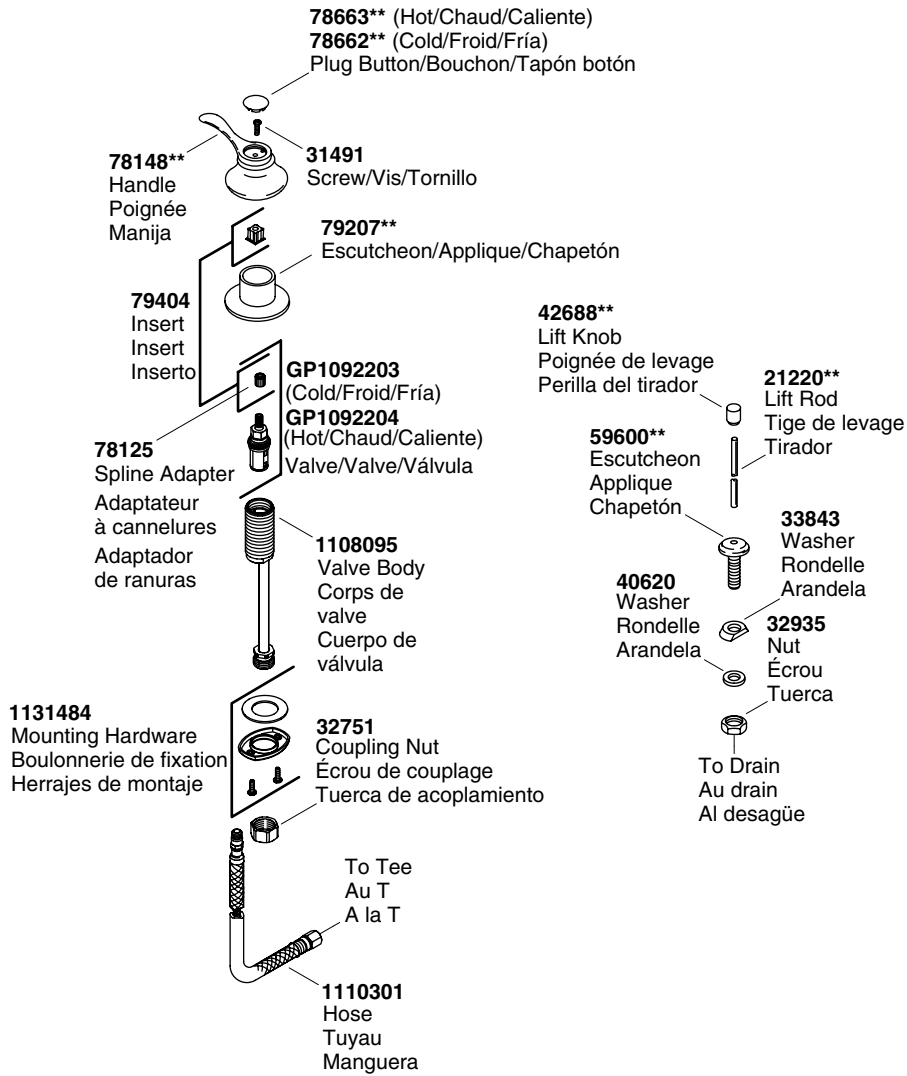 78663** (Hot/Chaud/Caliente)
78662** (Cold/Froid/Fría)
Plug Button/Bouchon/Tapón botón
78148**
Handle
Poignée
Manija
31491
Screw/Vis/Tornillo
79207**
Escutcheon/Applique/Chapetón
79404
Insert
Insert
Inserto
GP1092203
(Cold/Froid/Fría)
GP1092204
(Hot/Chaud/Caliente)
Valve/Valve/Válvula
78125
Spline Adapter
Adaptateur
à cannelures
Adaptador
de ranuras
1108095
Valve Body
Corps de
valve
Cuerpo de
válvula
1131484
Mounting Hardware
Boulonnerie de fixation
Herrajes de montaje
32751
Coupling Nut
Écrou de couplage
Tuerca de acoplamiento
To Tee
Au T
A la T
1110301
Hose
Tuyau
Manguera
42688**
Lift Knob
Poignée de levage
Perilla del tirador
21220**
Lift Rod
Tige de levage
Tirador
59600**
Escutcheon
Applique
Chapetón
33843
Washer
Rondelle
Arandela
40620
Washer
Rondelle
Arandela
32935
Nut
Écrou
Tuerca
To Drain
Au drain
Al desagüe